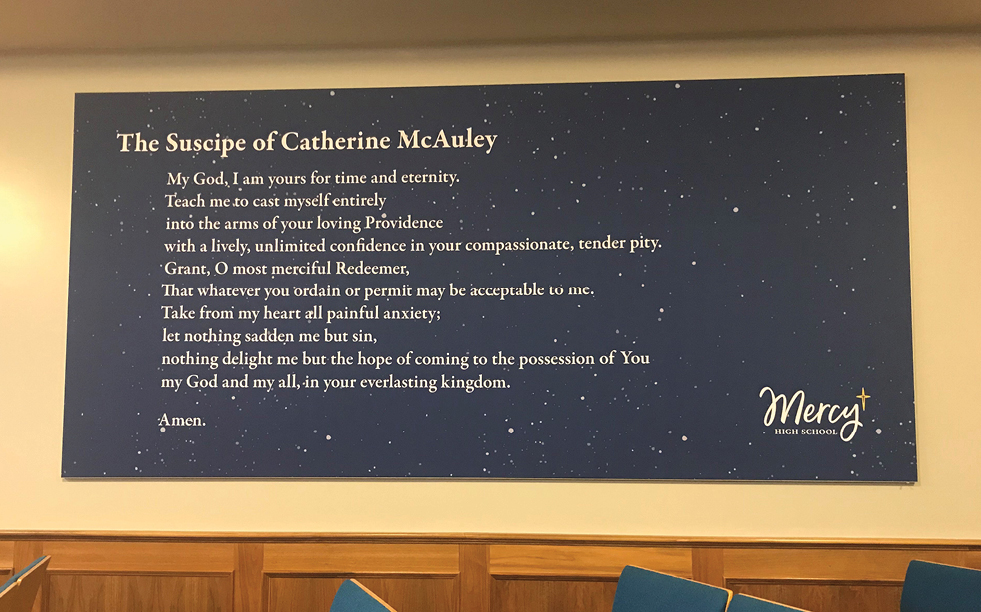 The Suscipe of Catherine McAuley
My God, I am yours for time and eternity.
Teach me to cast myself entirely
into the arms of your loving Providence
with a lively, unlimited confidence in your compassionate, tender pity.
Grant, O most merciful Redeemer,
That whatever you ordain or permit may be acceptable to me.
Take from my heart all painful anxiety;
let nothing sadden me but sin,
nothing delight me but the hope of coming to the possession of You
my God and my all, in your everlasting kingdom.
Amen.
Mercy
HIGH SCHOOL